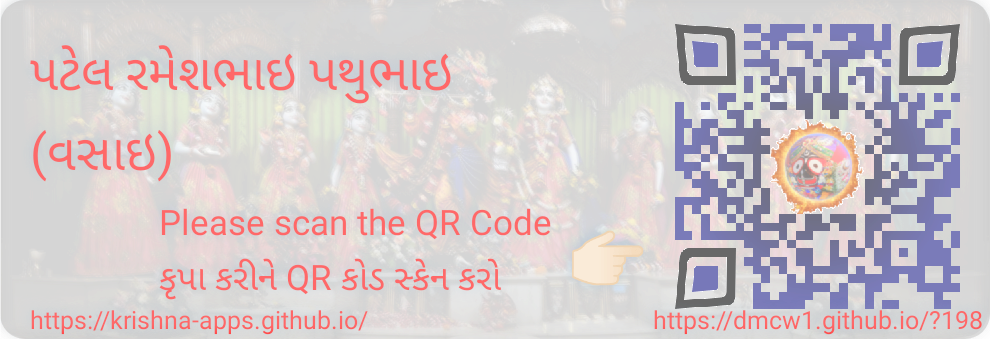 પટેલ રમેશભાઇ પથુભાઇ
(વસાઇ)
Please scan the QR Code
કૃપા કરીને QR કોડ સ્કેન કરો
https://krishna-apps.github.io/
https://dmcw1.github.io/?198